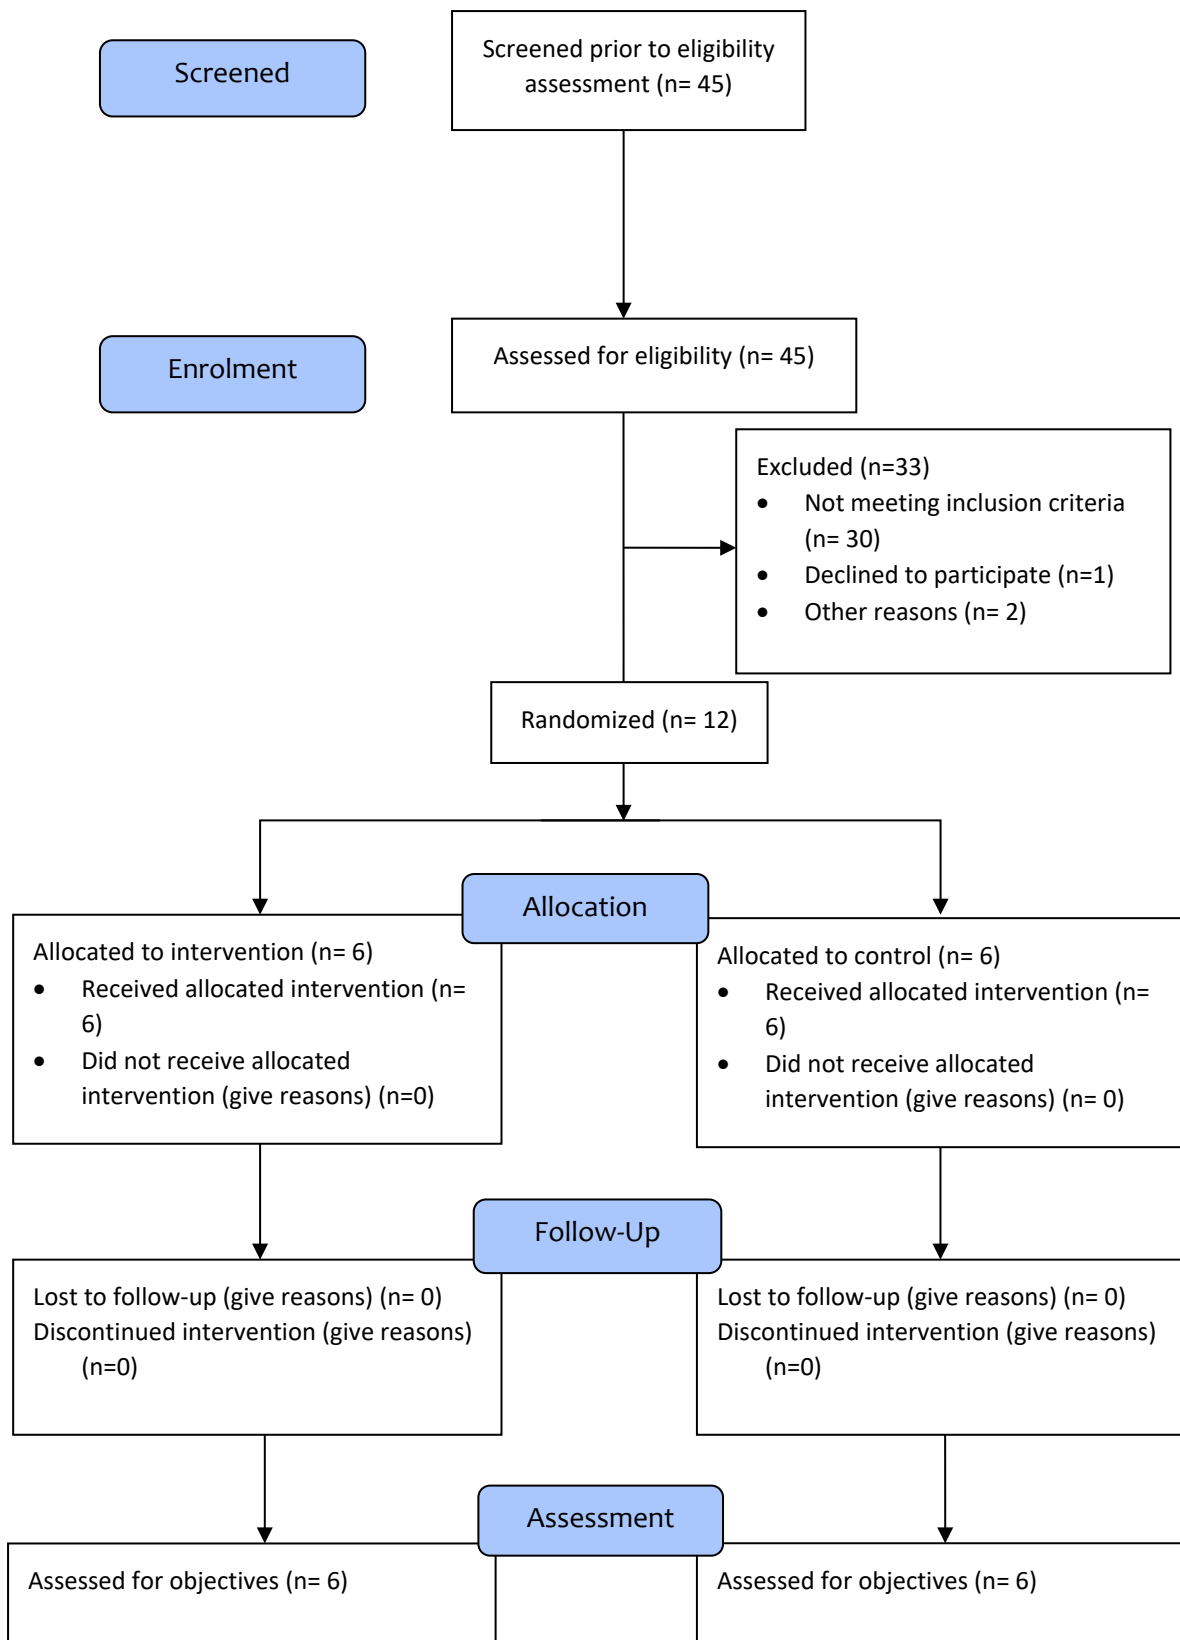 Screened
Screened prior to eligibility
assessment (n= 45)
Enrolment
Assessed for eligibility (n= 45)
Excluded (n=33)
• Not meeting inclusion criteria
(n= 30)
• Declined to participate (n=1)
• Other reasons (n= 2)
Randomized (n= 12)
Allocation
Allocated to intervention (n= 6)
• Received allocated intervention (n=
6)
• Did not receive allocated
intervention (give reasons) (n=0)
Allocated to control (n= 6)
• Received allocated intervention (n=
6)
• Did not receive allocated
intervention (give reasons) (n= 0)
Follow-Up
Lost to follow-up (give reasons) (n= 0)
Discontinued intervention (give reasons)
(n=0)
Lost to follow-up (give reasons) (n= 0)
Discontinued intervention (give reasons)
(n=0)
Assessment
Assessed for objectives (n= 6)
Assessed for objectives (n= 6)